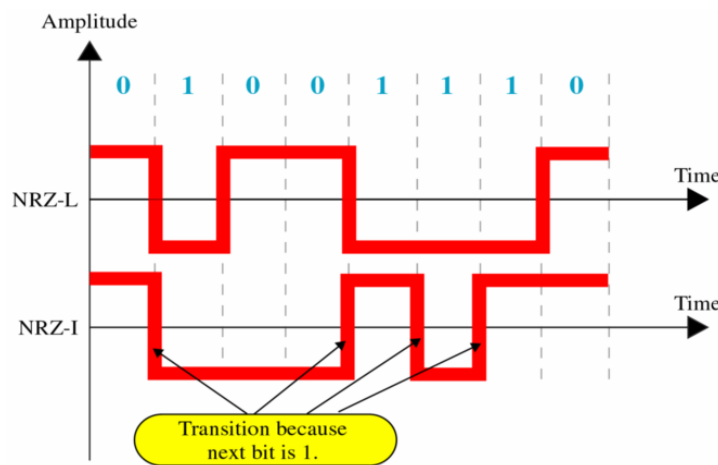 Amplitude
0 1 0 0 1 1 1 0
Time
NRZ-L
Time
NRZ-I
Transition because
next bit is 1.